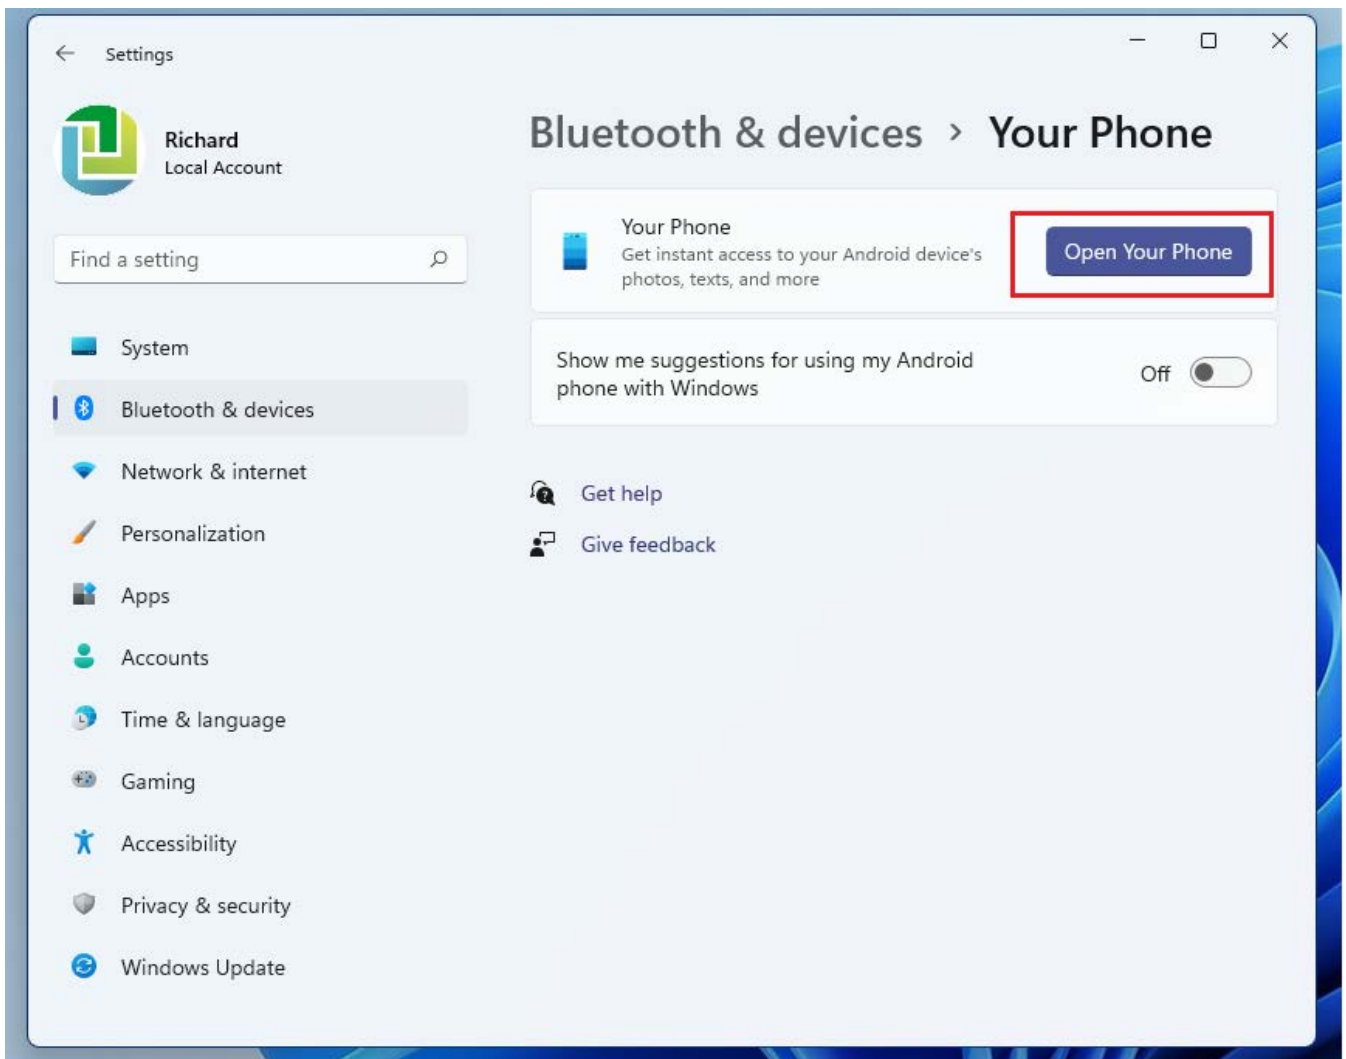 Settings
Richard
Local Account
Find a setting
System
Bluetooth & devices
Network & internet
Personalization
Apps
Accounts
Time & language
Gaming
Accessibility
Privacy & security
Windows Update
Bluetooth & devices > Your Phone
Your Phone
Get instant access to your Android device's
photos, texts, and more
Open Your Phone
Show me suggestions for using my Android
phone with Windows
Off
Get help
Give feedback